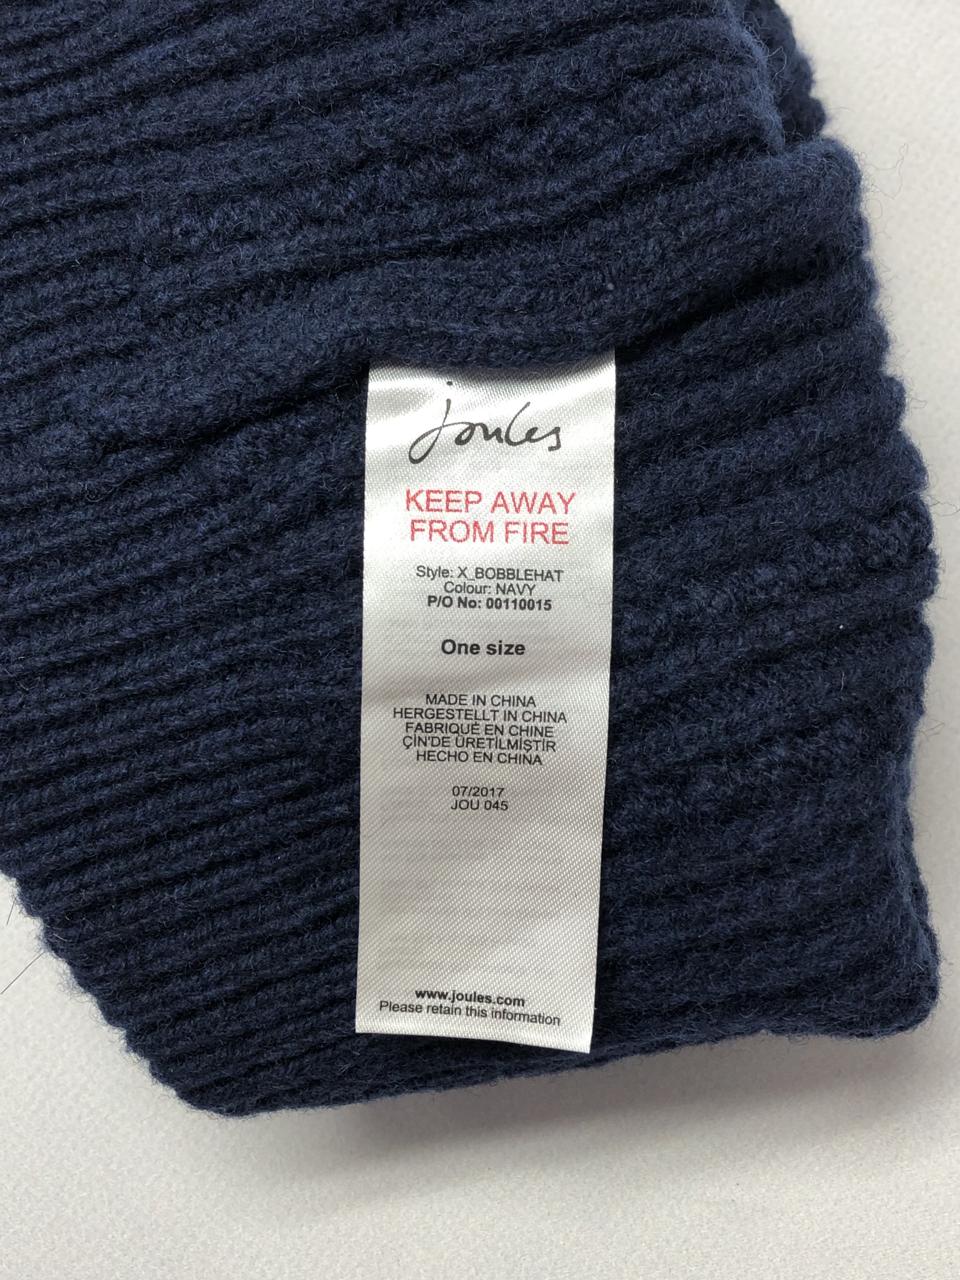 joules
KEEP AWAY
FROM FIRE
Style: X_BOBBLEHAT
Colour: NAVY
P/O No: 00110015
One size
MADE IN CHINA
HERGESTELLT IN CHINA
FABRIQUÉ EN CHINE
ÇİN'DE ÜRETİLMİŞTİR
HECHO EN CHINA
07/2017
JOU 045
www.joules.com
Please retain this information